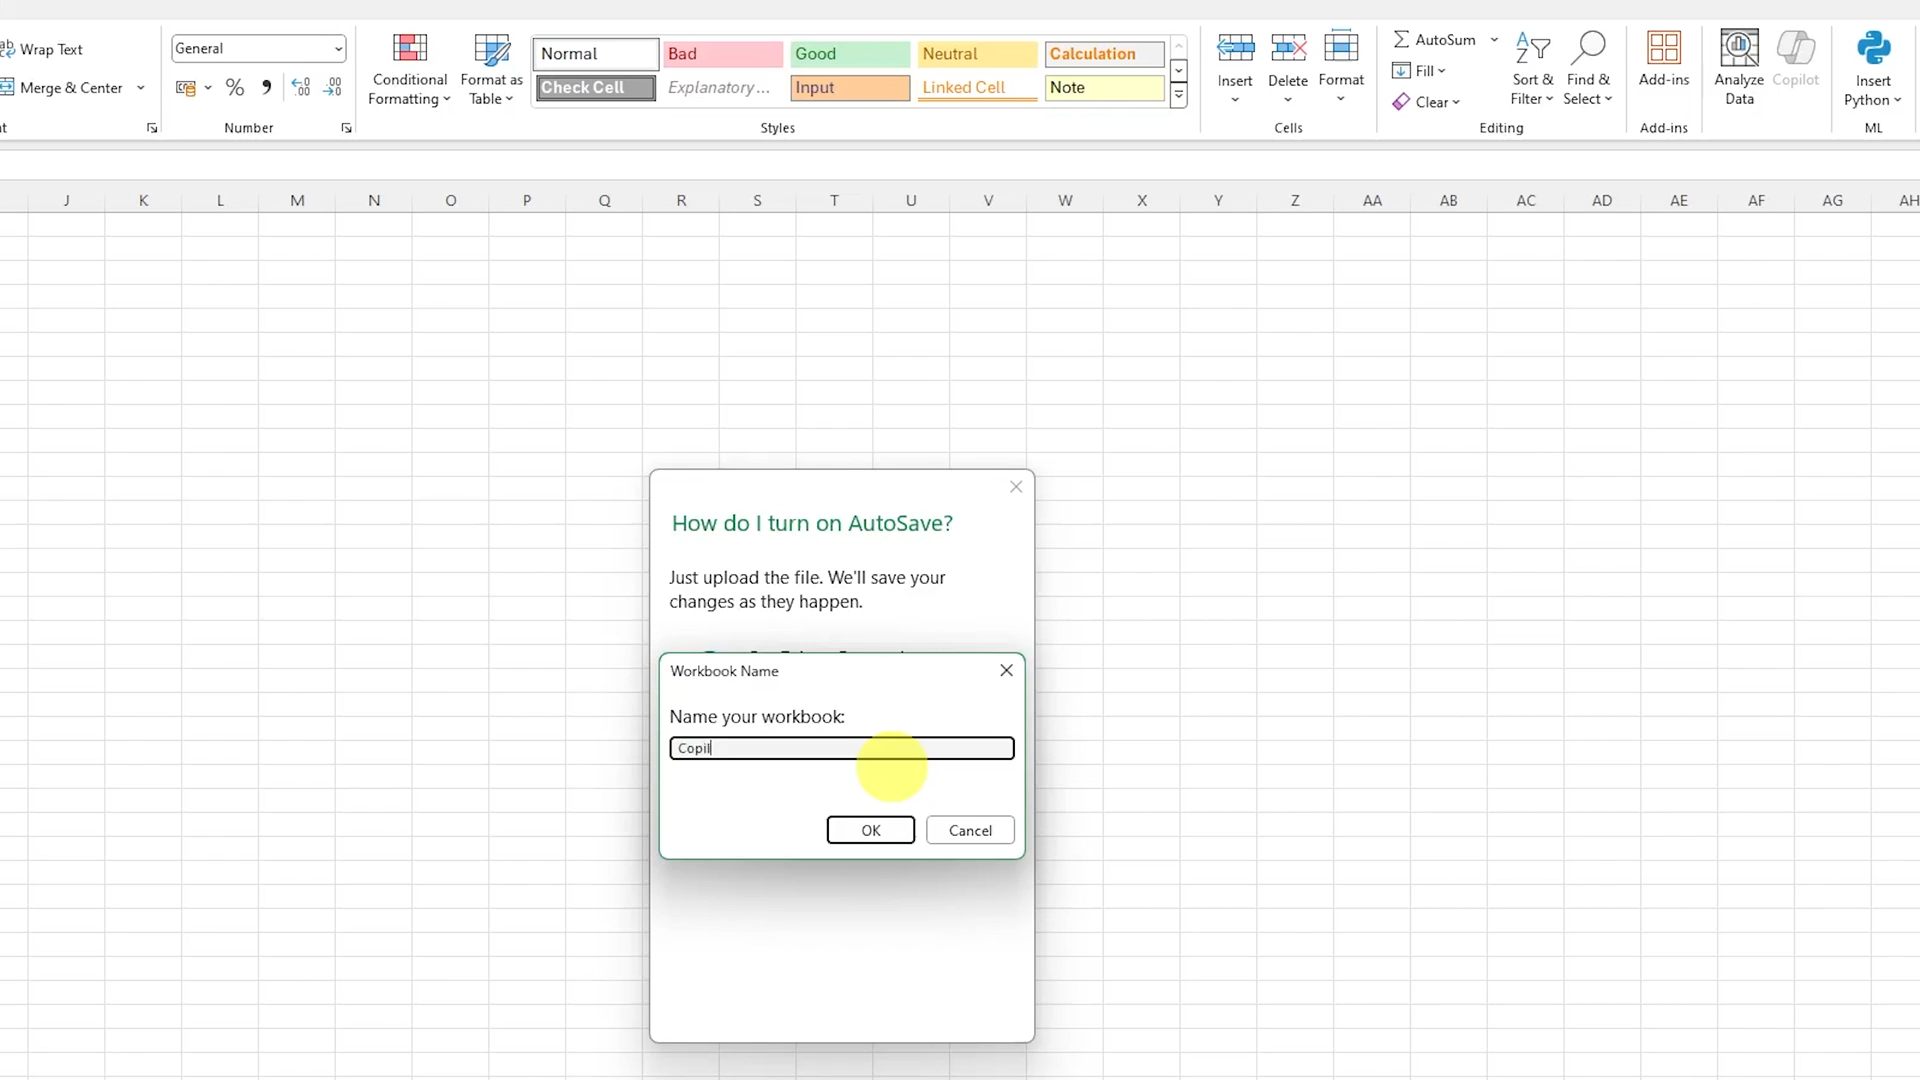 Wrap Text
Merge & Center
General
%
Number
Conditional
Formatting
Format as
Table
Normal
Bad
Good
Neutral
Calculation
Check Cell
Explanatory ...
Input
Linked Cell
Note
Styles
Insert
Delete
Format
Cells
AutoSum
Fill
Clear
Sort &
Filter
Find &
Select
Editing
Add-ins
Add-ins
Analyze
Data
Copilot
Insert
Python
ML
J K L M N O P Q R S T U V W X Y Z AA AB AC AD AE AF AG AH
How do I turn on AutoSave?
Just upload the file. We'll save your
changes as they happen.
Workbook Name
Name your workbook:
Copil
OK
Cancel